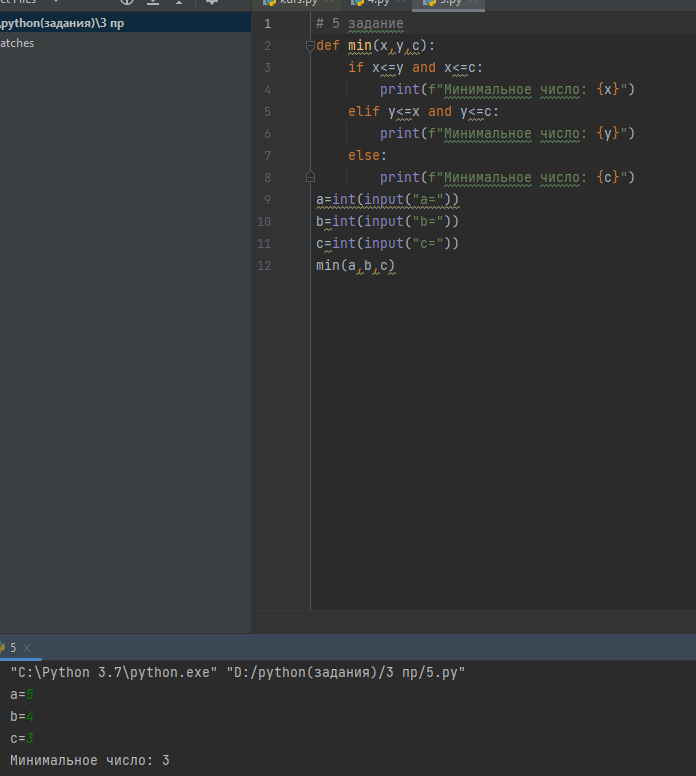 ect Files
kurs.py
4.py
5.py
\python(задания)\3 пр
atches
1 # 5 задание
2 def min(x,y,c):
3 if x<=y and x<=c:
4 print(f"Минимальное число: {x}")
5 elif y<=x and y<=c:
6 print(f"Минимальное число: {y}")
7 else:
8 print(f"Минимальное число: {c}")
9 a=int(input("a="))
10 b=int(input("b="))
11 c=int(input("c="))
12 min(a,b,c)
5
"C:\Python 3.7\python.exe" "D:/python(задания)/3 пр/5.py"
a=5
b=4
c=3
Минимальное число: 3